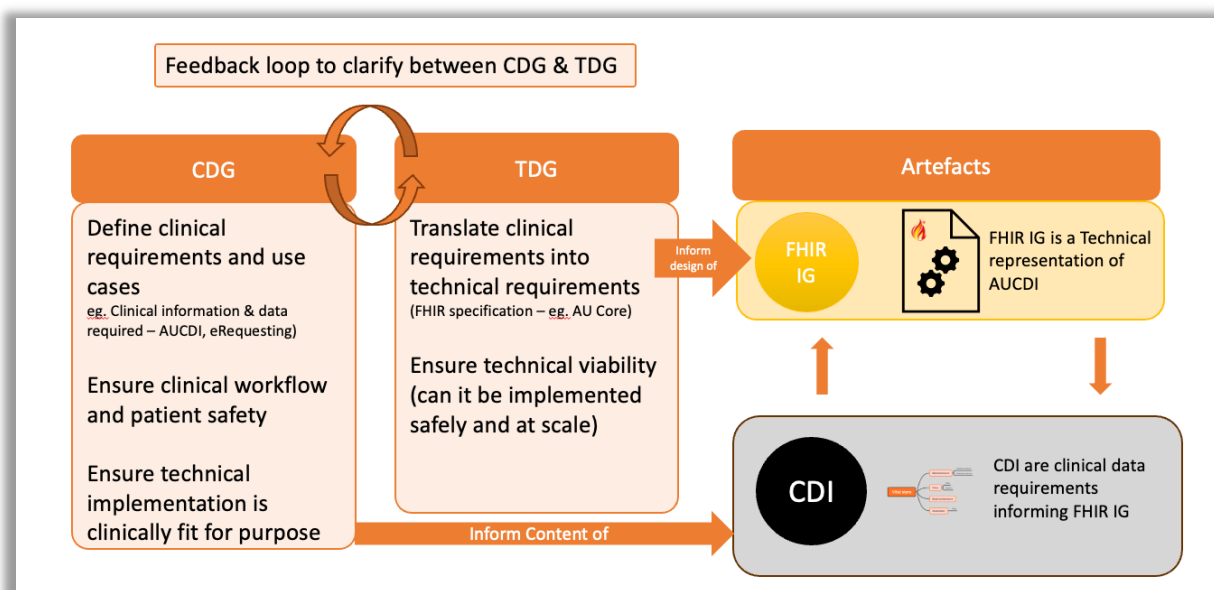 Feedback loop to clarify between CDG & TDG
CDG
TDG
Artefacts
Define clinical
requirements and use
cases
eg. Clinical information & data
required – AUCDI, eRequesting)
Ensure clinical workflow
and patient safety
Ensure technical
implementation is
clinically fit for purpose
Translate clinical
requirements into
technical requirements
(FHIR specification – eg. AU Core)
Ensure technical viability
(can it be implemented
safely and at scale)
Inform
design of
FHIR
IG
FHIR IG is a Technical
representation of
AUCDI
Inform Content of
CDI
CDI are clinical data
requirements
informing FHIR IG